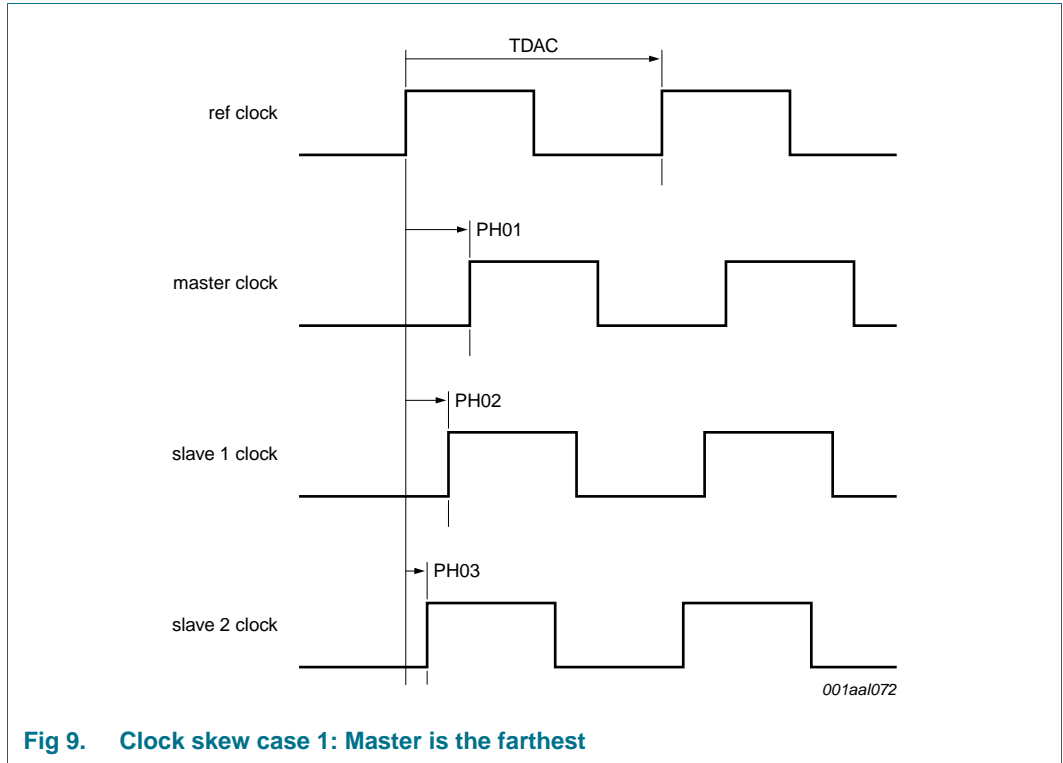 TDAC
ref clock
PH01
master clock
PH02
slave 1 clock
PH03
slave 2 clock
001aal072
Fig 9. Clock skew case 1: Master is the farthest